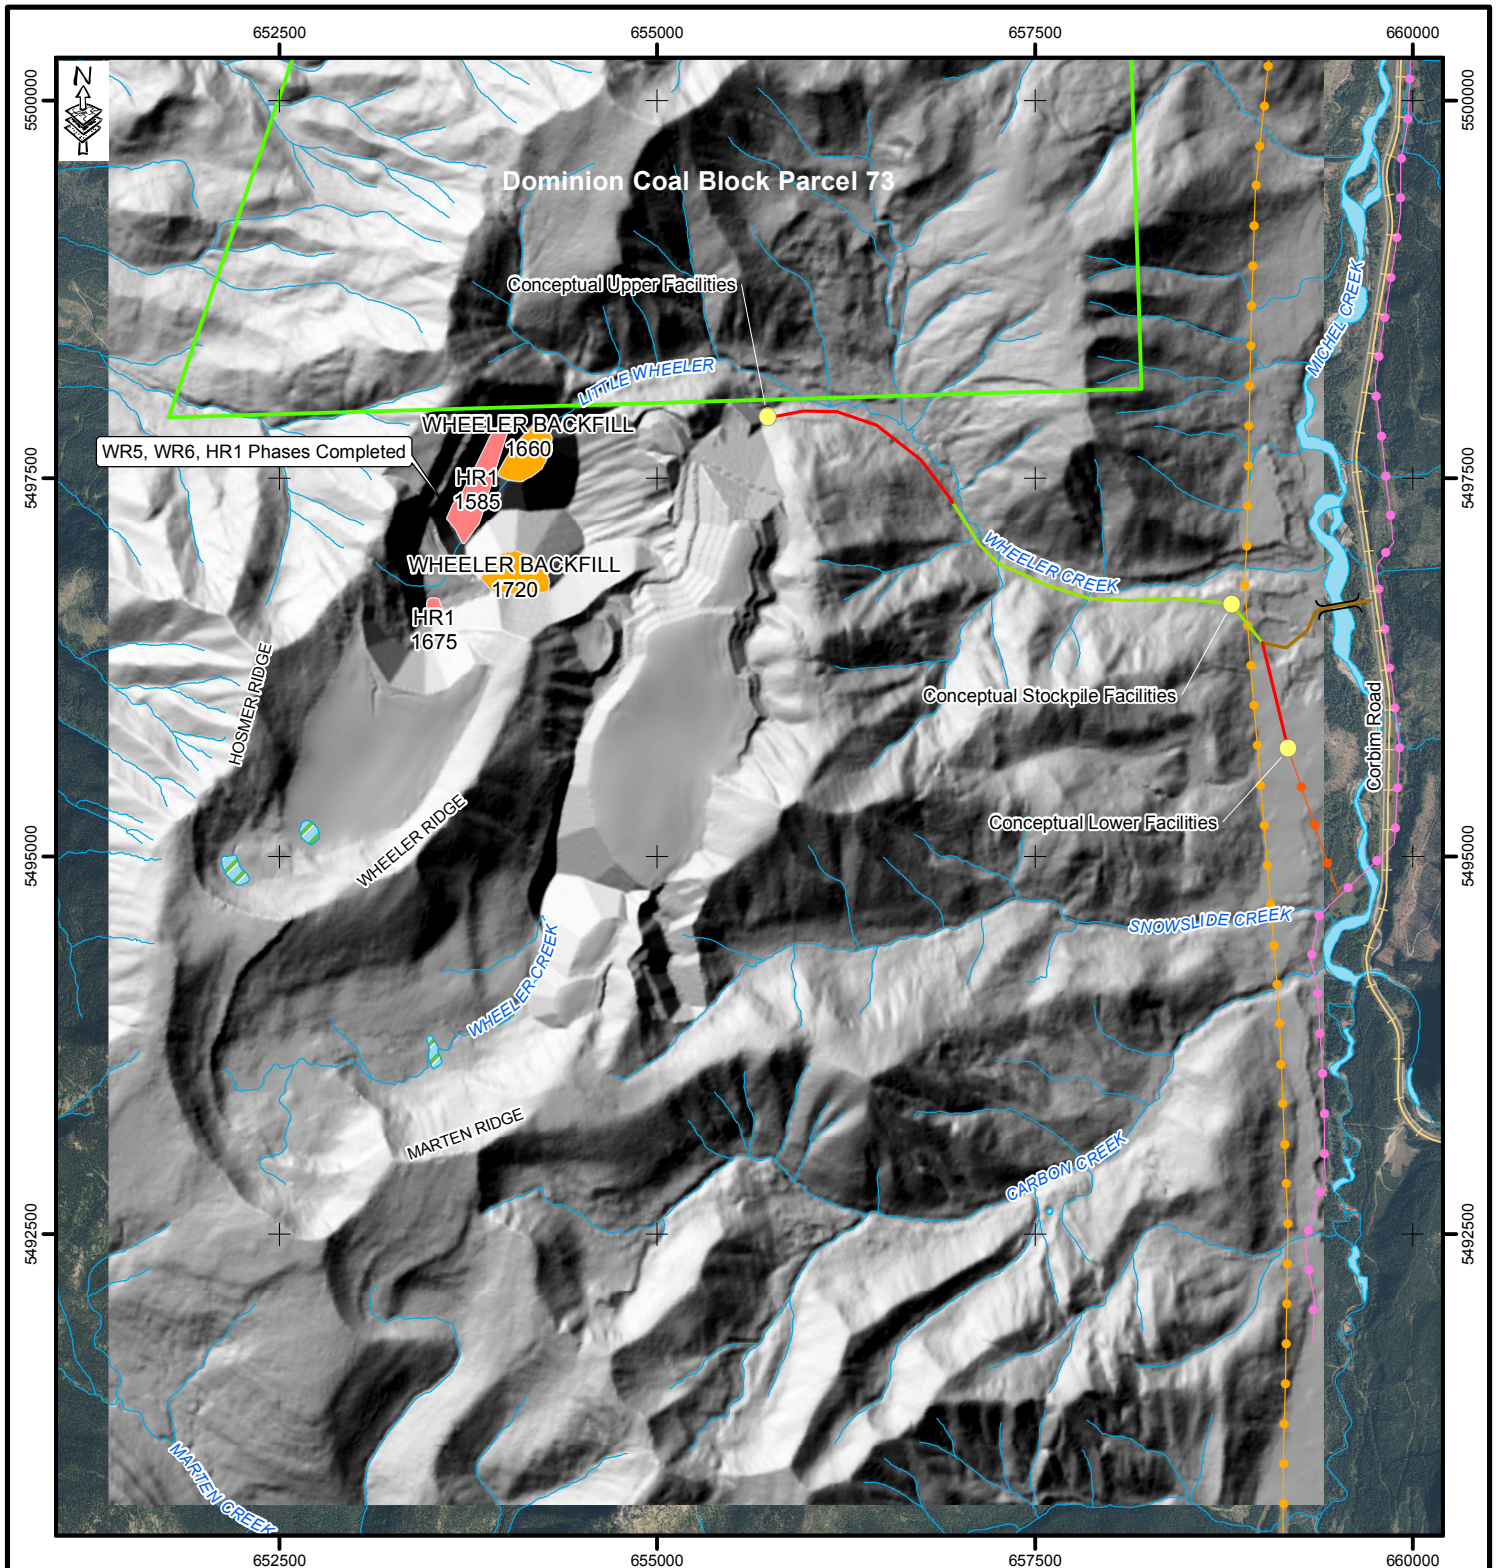 652500
655000
657500
660000
5500000
5500000
N
Dominion Coal Block Parcel 73
Conceptual Upper Facilities
MICHEL CREEK
LITTLE WHEELER
WHEELER BACKFILL
1660
WR5, WR6, HR1 Phases Completed
HR1
1585
5497500
5497500
WHEELER CREEK
WHEELER BACKFILL
1720
HR1
1675
HOSMER RIDGE
Conceptual Stockpile Facilities
Corbim Road
WHEELER RIDGE
Conceptual Lower Facilities
5495000
5495000
SNOWSLIDE CREEK
WHEELER CREEK
MARTEN RIDGE
CARBON CREEK
5492500
5492500
MARTEN CREEK
652500
655000
657500
660000